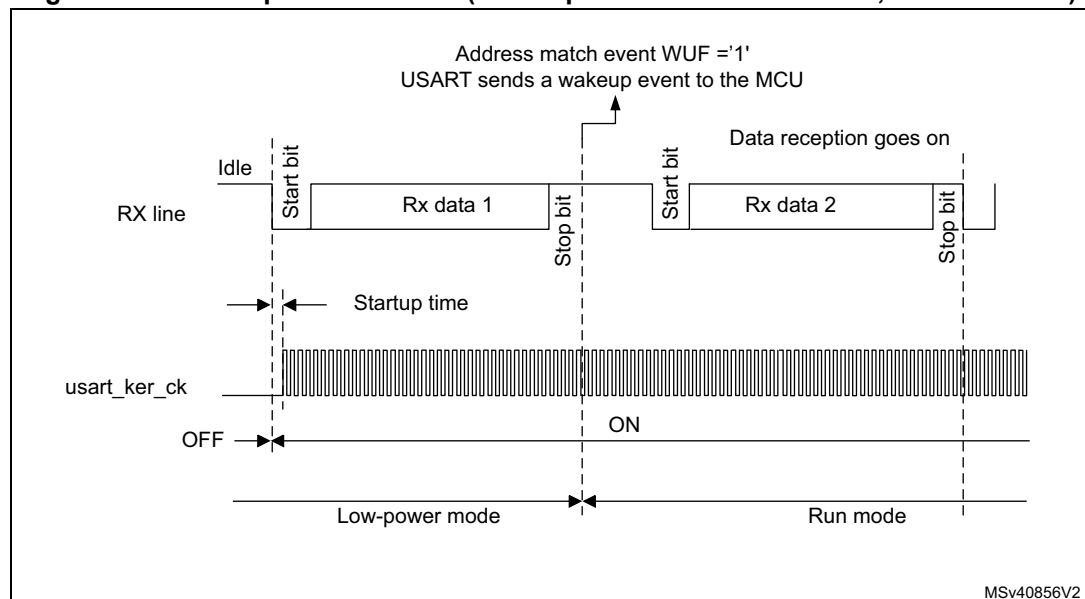 Address match event WUF ='1'
USART sends a wakeup event to the MCU
Data reception goes on
Idle
Start bit
Start bit
RX line
Rx data 1
Rx data 2
Stop bit
Stop bit
Startup time
usart_ker_ck
ON
OFF
Low-power mode
Run mode
MSv40856V2